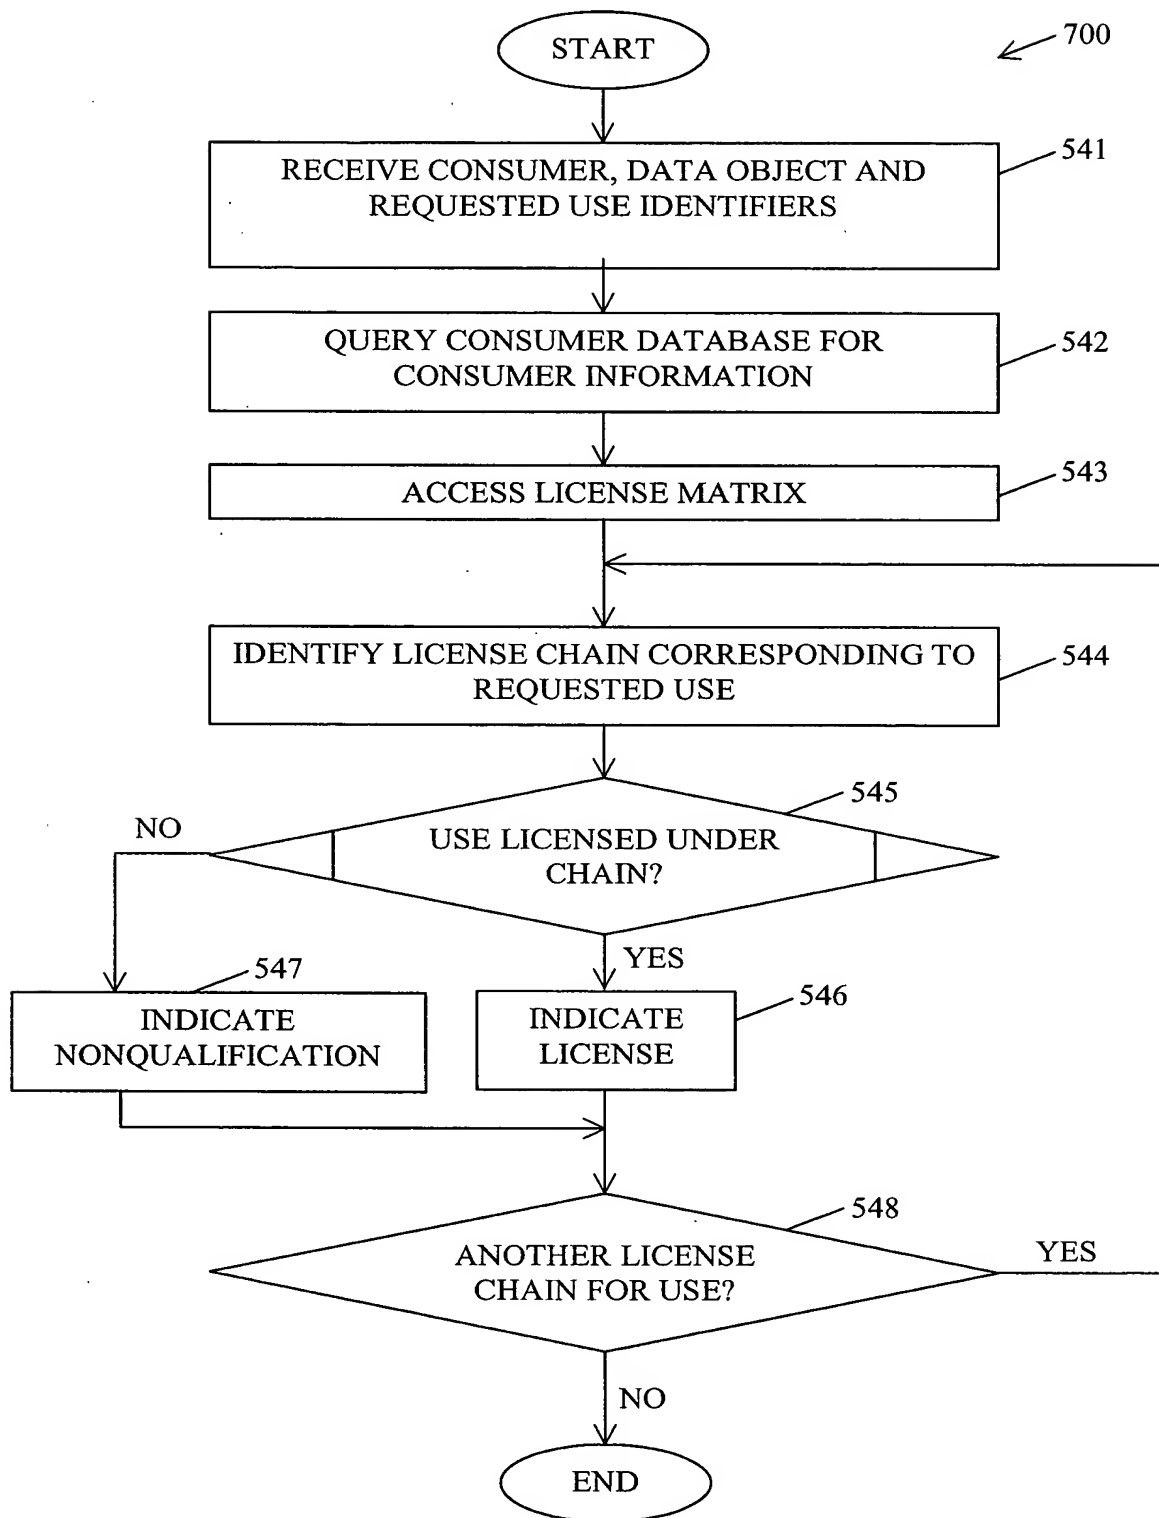 START
700
RECEIVE CONSUMER, DATA OBJECT AND
REQUESTED USE IDENTIFIERS
541
QUERY CONSUMER DATABASE FOR
CONSUMER INFORMATION
542
ACCESS LICENSE MATRIX
543
IDENTIFY LICENSE CHAIN CORRESPONDING TO
REQUESTED USE
544
545
NO
USE LICENSED UNDER
CHAIN?
YES
547
INDICATE
NONQUALIFICATION
546
INDICATE
LICENSE
548
ANOTHER LICENSE
CHAIN FOR USE?
YES
NO
END